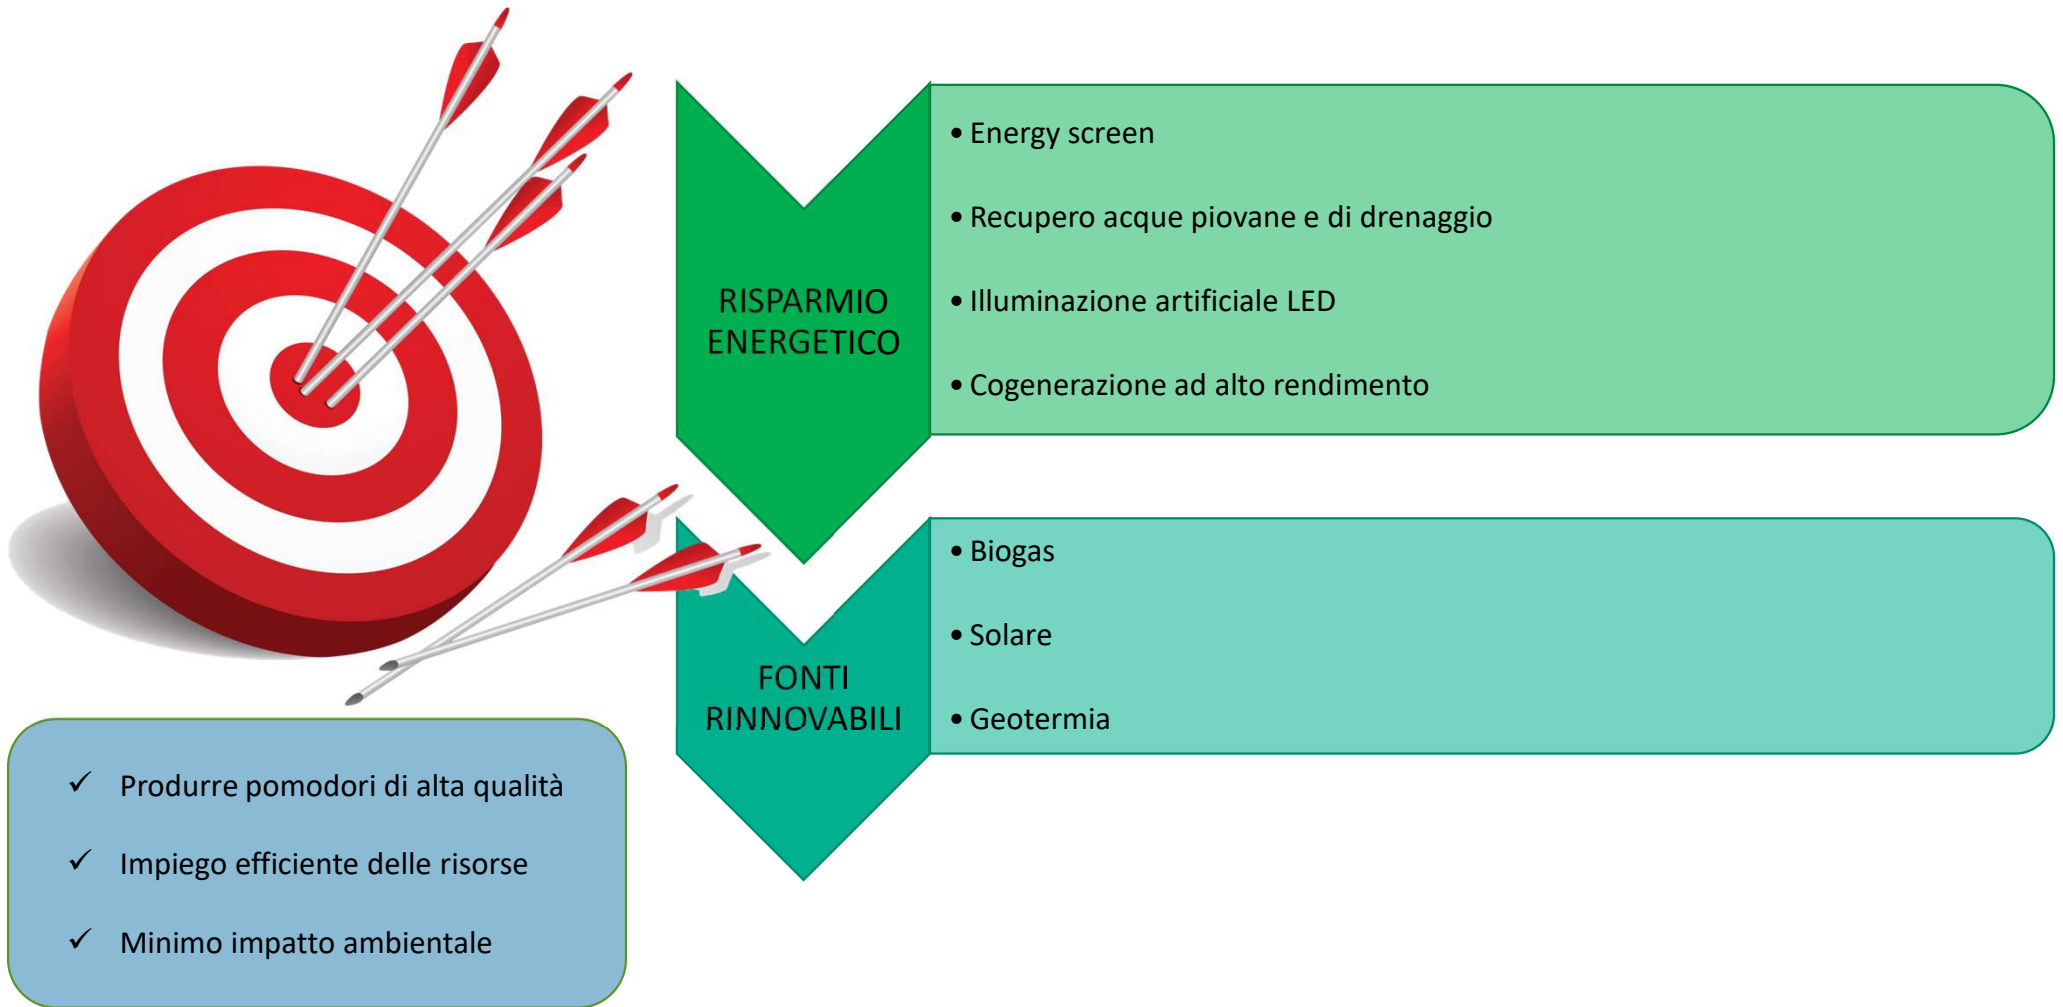 RISPARMIO
ENERGETICO
• Energy screen
• Recupero acque piovane e di drenaggio
• Illuminazione artificiale LED
• Cogenerazione ad alto rendimento
FONTI
RINNOVABILI
• Biogas
• Solare
• Geotermia
✓ Produrre pomodori di alta qualità
✓ Impiego efficiente delle risorse
✓ Minimo impatto ambientale